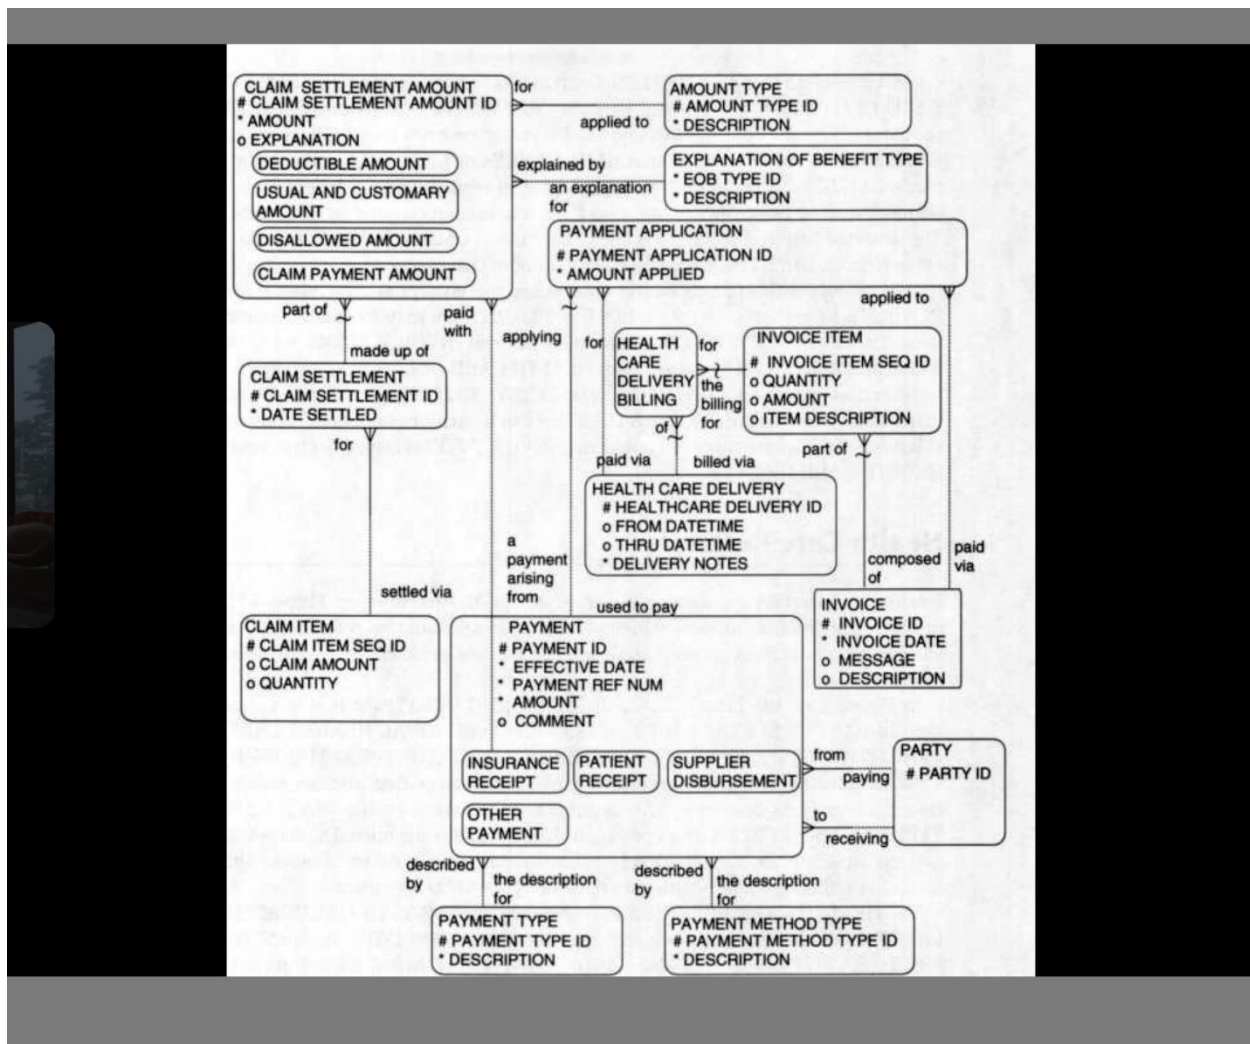 CLAIM SETTLEMENT AMOUNT
# CLAIM SETTLEMENT AMOUNT ID
* AMOUNT
o EXPLANATION
DEDUCTIBLE AMOUNT
USUAL AND CUSTOMARY
AMOUNT
DISALLOWED AMOUNT
CLAIM PAYMENT AMOUNT
for
applied to
AMOUNT TYPE
# AMOUNT TYPE ID
* DESCRIPTION
explained by
an explanation
for
EXPLANATION OF BENEFIT TYPE
* EOB TYPE ID
* DESCRIPTION
PAYMENT APPLICATION
# PAYMENT APPLICATION ID
* AMOUNT APPLIED
part of
made up of
paid
with
applying
for
applied to
CLAIM SETTLEMENT
# CLAIM SETTLEMENT ID
* DATE SETTLED
for
HEALTH
CARE
DELIVERY
BILLING
for
the
billing
for
INVOICE ITEM
# INVOICE ITEM SEQ ID
o QUANTITY
o AMOUNT
o ITEM DESCRIPTION
of
paid via
billed via
part of
HEALTH CARE DELIVERY
# HEALTHCARE DELIVERY ID
o FROM DATETIME
o THRU DATETIME
* DELIVERY NOTES
a
payment
arising
from
composed
of
paid
via
settled via
used to pay
CLAIM ITEM
# CLAIM ITEM SEQ ID
o CLAIM AMOUNT
o QUANTITY
PAYMENT
# PAYMENT ID
* EFFECTIVE DATE
* PAYMENT REF NUM
* AMOUNT
o COMMENT
INVOICE
# INVOICE ID
* INVOICE DATE
o MESSAGE
o DESCRIPTION
INSURANCE
RECEIPT
PATIENT
RECEIPT
SUPPLIER
DISBURSEMENT
OTHER
PAYMENT
from
paying
to
receiving
PARTY
# PARTY ID
described
by
the description
for
described
by
the description
for
PAYMENT TYPE
# PAYMENT TYPE ID
* DESCRIPTION
PAYMENT METHOD TYPE
# PAYMENT METHOD TYPE ID
* DESCRIPTION